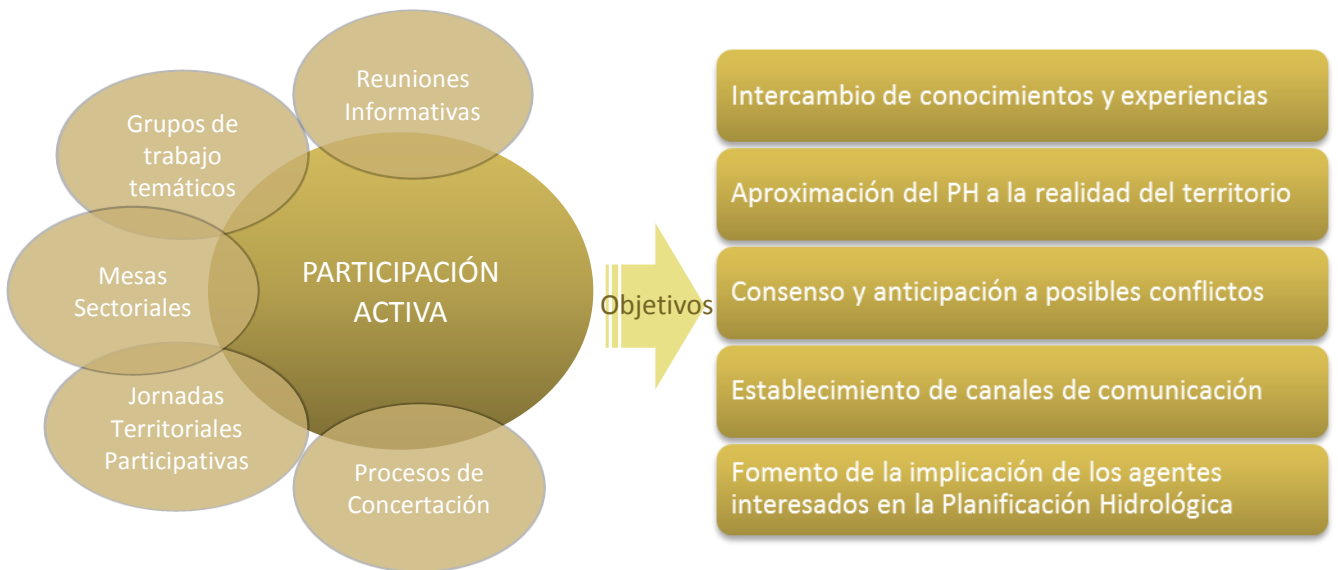 Reuniones
Informativas
Grupos de
trabajo
temáticos
Mesas
Sectoriales
Jornadas
Territoriales
Participativas
Procesos de
Concertación
PARTICIPACIÓN
ACTIVA
Objetivos
Intercambio de conocimientos y experiencias
Aproximación del PH a la realidad del territorio
Consenso y anticipación a posibles conflictos
Establecimiento de canales de comunicación
Fomento de la implicación de los agentes
interesados en la Planificación Hidrológica